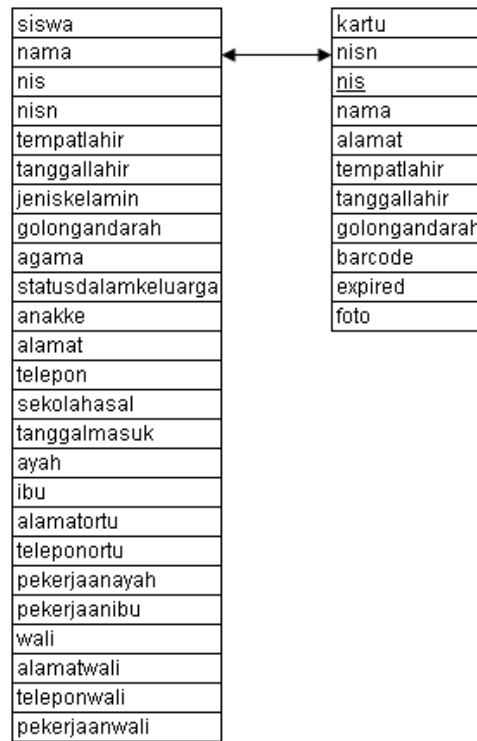 siswa
nama
nis
nisn
tempatlahir
tanggallahir
jeniskelamin
golongandarah
agama
statusdalamkeluarga
anakke
alamat
telepon
sekolahasal
tanggalmasuk
ayah
ibu
alamatortu
teleponortu
pekerjaanayah
pekerjaanibu
wali
alamatwali
teleponwali
pekerjaanwali
kartu
nisn
nis
nama
alamat
tempatlahir
tanggallahir
golongandarah
barcode
expired
foto